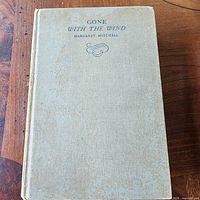 GONE
WITH THE WIND
MARGARET MITCHELL